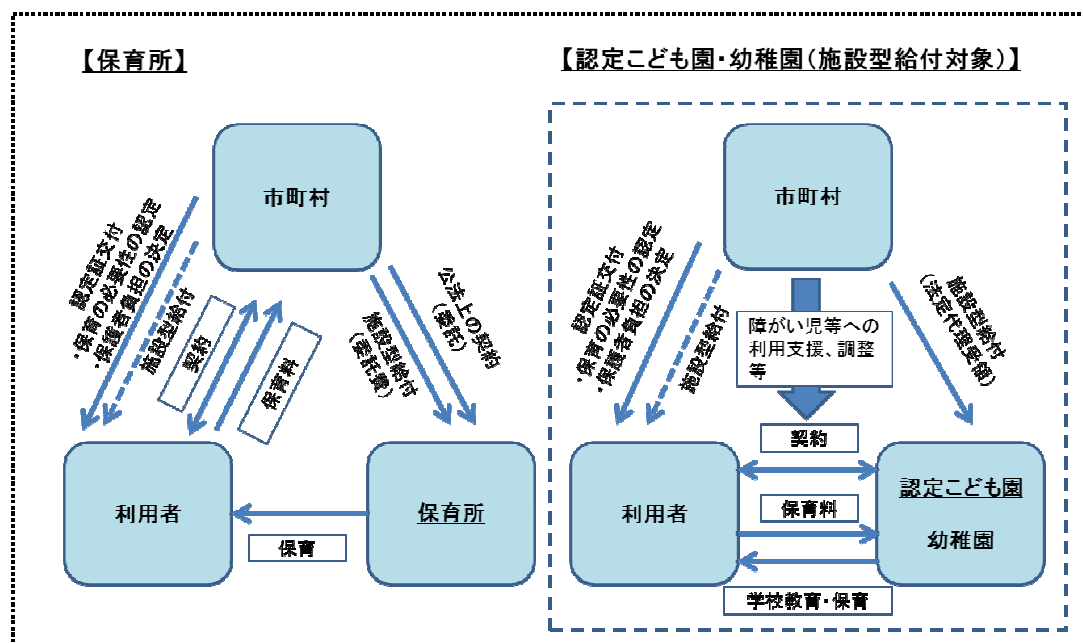 【保育所】
市町村
認定証交付
・保育の必要性の認定
・保護者負担の決定
施設型給付
契約
保育料
公法上の契約
(委託)
施設型給付
(委託費)
利用者
保育所
保育
【認定こども園・幼稚園(施設型給付対象)】
市町村
認定証交付
・保育の必要性の認定
・保護者負担の決定
施設型給付
障がい児等への
利用支援、調整
等
施設型給付
(法定代理受領)
契約
利用者
保育料
認定こども園
幼稚園
学校教育・保育